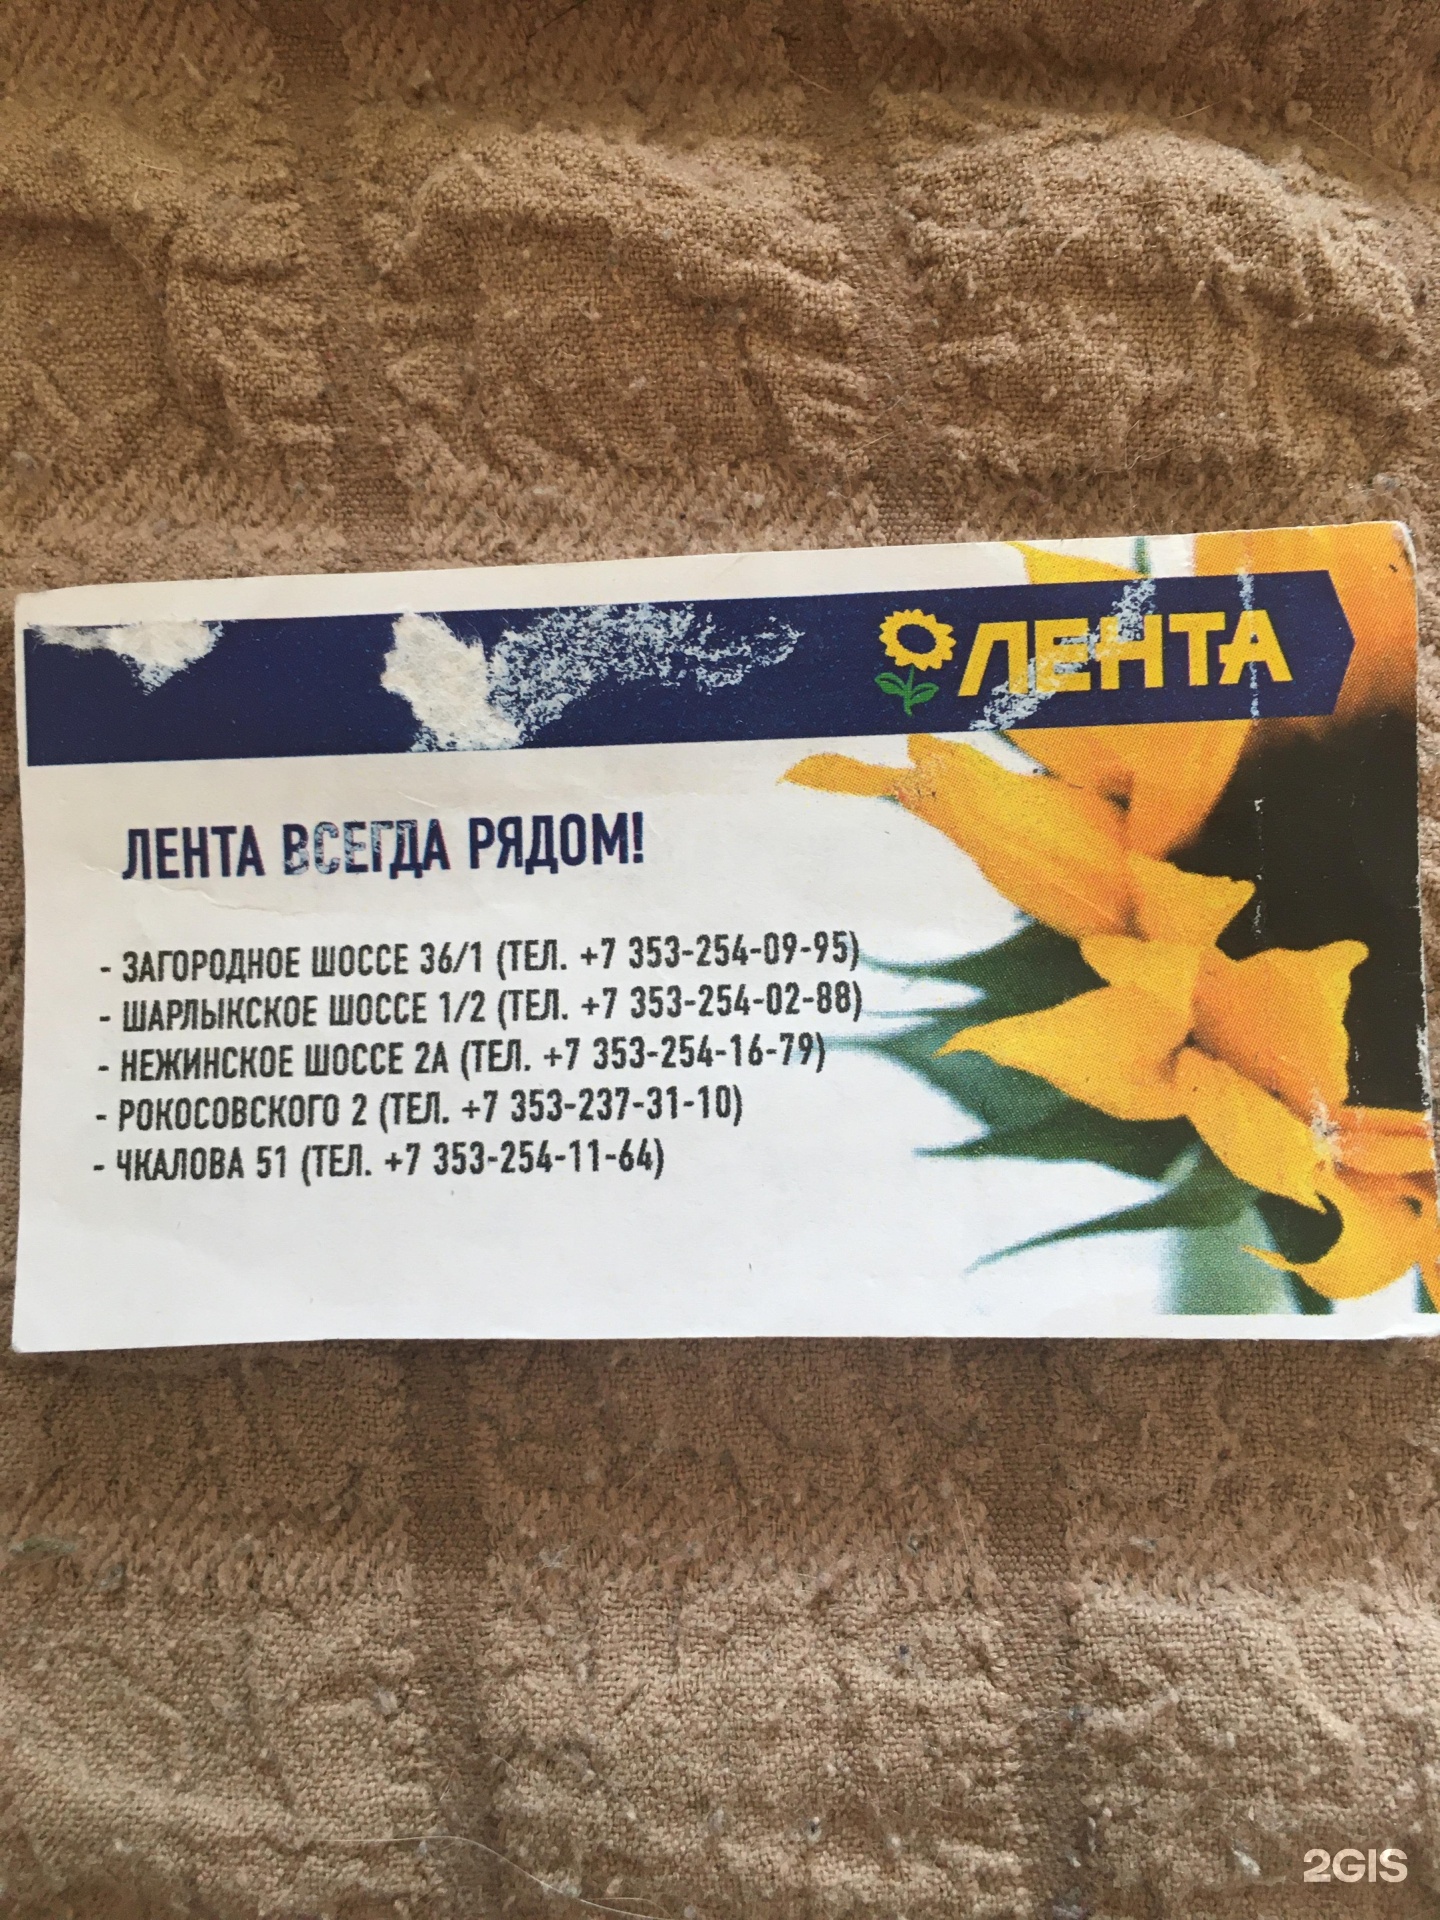 ЛЕНТА
ЛЕНТА ВСЕГДА РЯДОМ!
- ЗАГОРОДНОЕ ШОССЕ 36/1 (ТЕЛ. +7 353-254-09-95)
- ШАРЛЫКСКОЕ ШОССЕ 1/2 (ТЕЛ. +7 353-254-02-88)
- НЕЖИНСКОЕ ШОССЕ 2А (ТЕЛ. +7 353-254-16-79)
- РОКОСОВСКОГО 2 (ТЕЛ. +7 353-237-31-10)
- ЧКАЛОВА 51 (ТЕЛ. +7 353-254-11-64)
2GIS